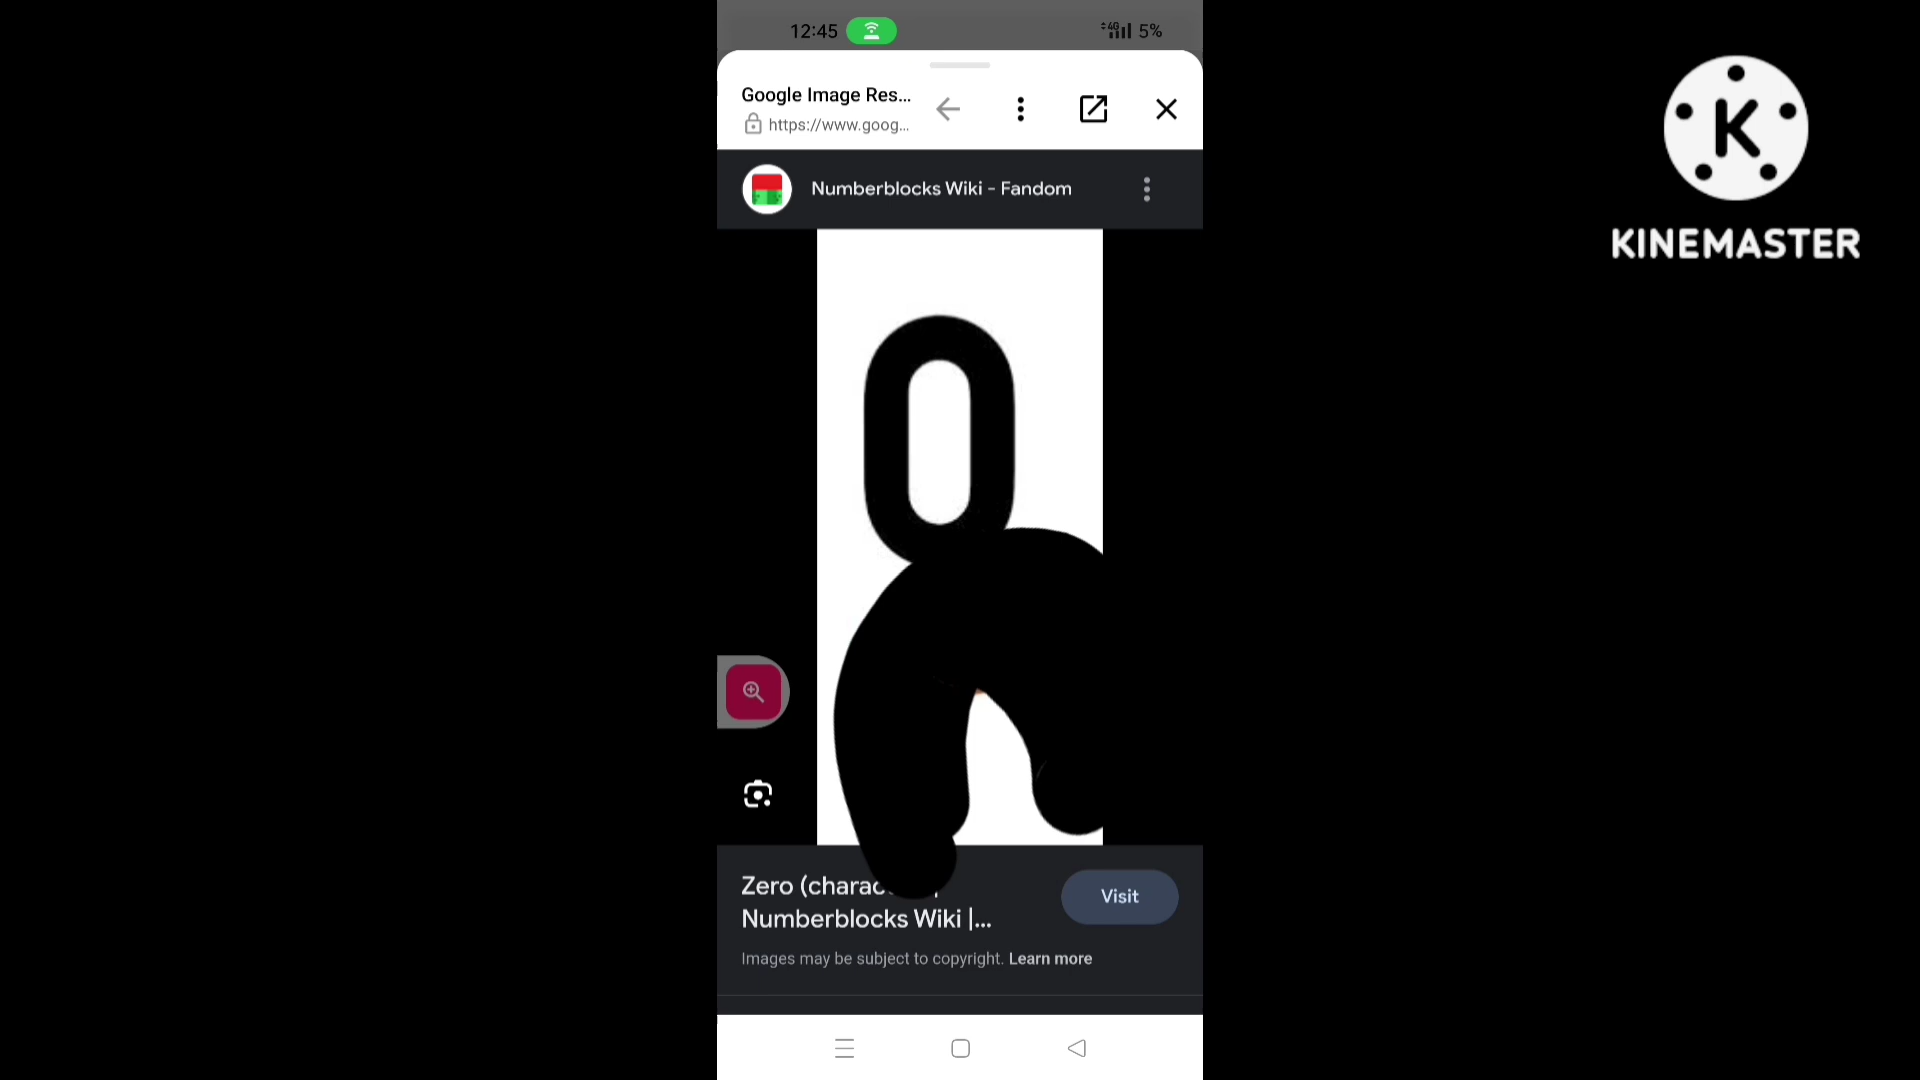 12:45
4G
5%
Google Image Res...
https://www.goog...
Numberblocks Wiki - Fandom
K
KINEMASTER
0
Zero (charac
Numberblocks Wiki |...
Visit
Images may be subject to copyright. Learn more